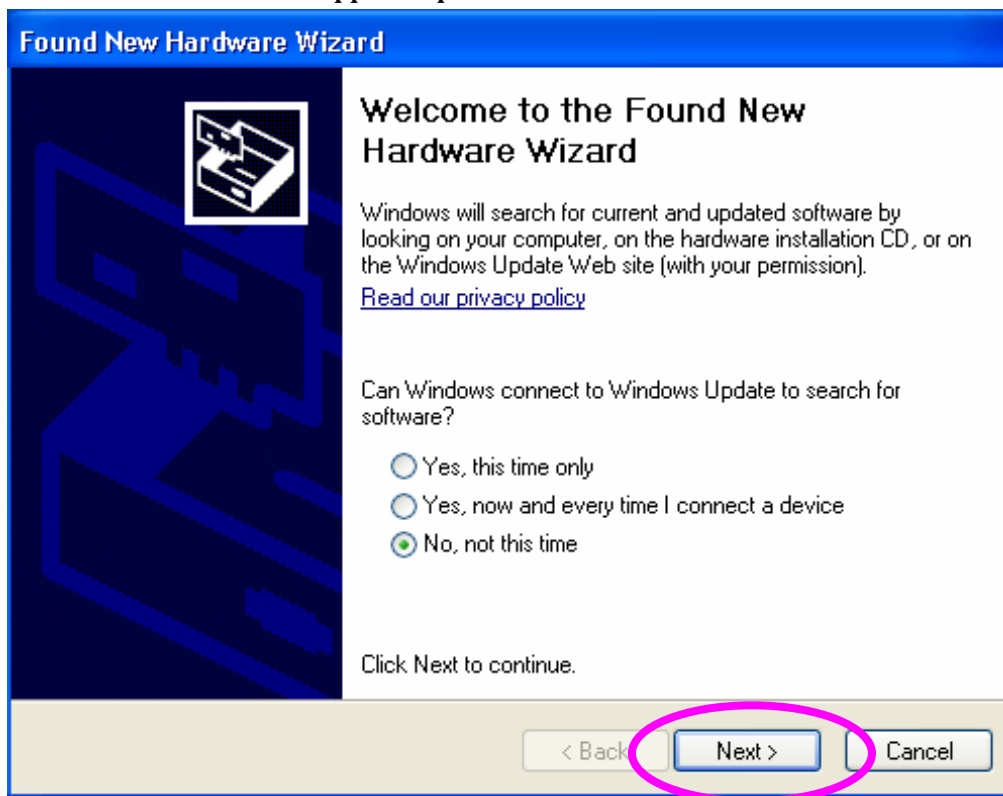 Found New Hardware Wizard
Welcome to the Found New
Hardware Wizard
Windows will search for current and updated software by
looking on your computer, on the hardware installation CD, or on
the Windows Update Web site (with your permission).
Read our privacy policy
Can Windows connect to Windows Update to search for
software?
Yes, this time only
Yes, now and every time I connect a device
No, not this time
Click Next to continue.
< Back Next > Cancel